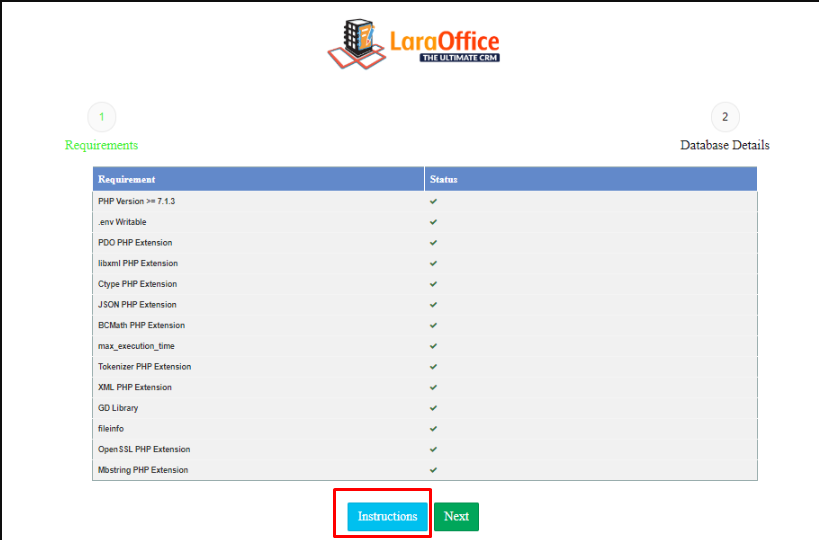 LaraOffice
THE ULTIMATE CRM
1
2
Requirements
Database Details
Requirement Status
PHP Version >= 7.1.3
.env Writable
PDO PHP Extension
libxml PHP Extension
Ctype PHP Extension
JSON PHP Extension
BCMath PHP Extension
max_execution_time
Tokenizer PHP Extension
XML PHP Extension
GD Library
fileinfo
OpenSSL PHP Extension
Mbstring PHP Extension
Instructions Next